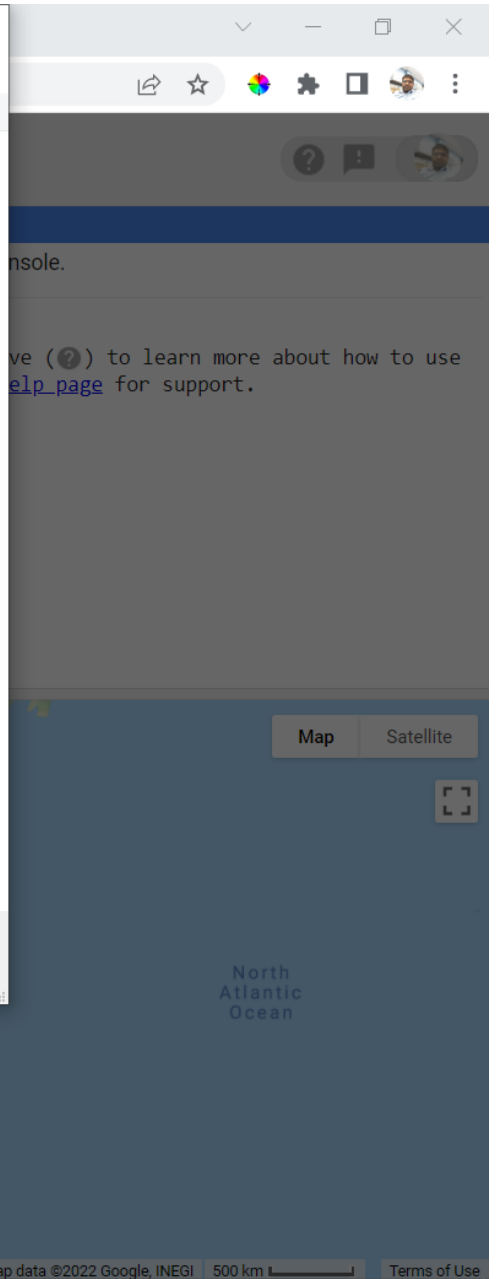 nsole.
ve (?) to learn more about how to use
elp page for support.
Map Satellite
North
Atlantic
Ocean
ap data ©2022 Google, INEGI 500 km Terms of Use